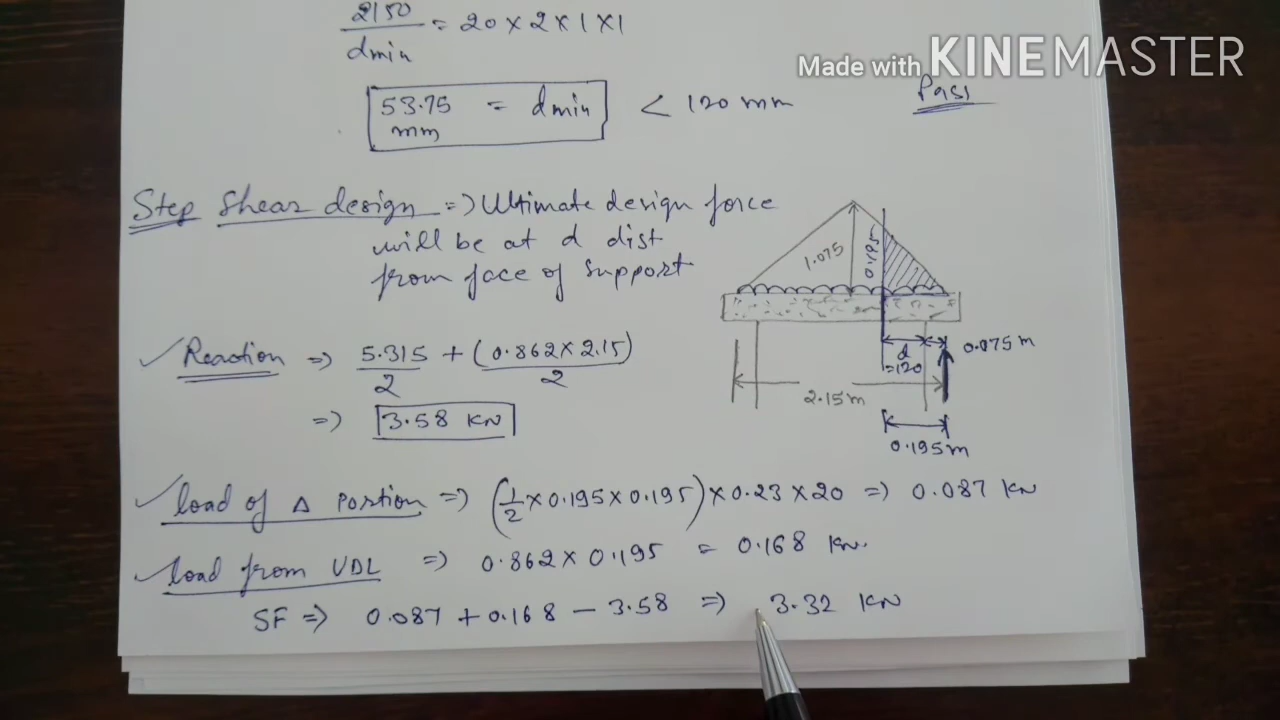 2150 / dmin = 20 × 2 × 1 × 1
Made with KINEMASTER
53.75 mm = dmin < 120 mm
Pass
Step Shear design => Ultimate design force
will be at d dist
from face of support
1.075
0.195
d
=120
0.075 m
2.15 m
0.195 m
✓ Reaction => 5.315 / 2 + (0.862 × 2.15) / 2
=> 3.58 KN
✓ load of Δ Portion => (1/2 × 0.195 × 0.195) × 0.23 × 20 => 0.087 KN
✓ load from UDL => 0.862 × 0.195 = 0.168 KN.
SF => 0.087 + 0.168 − 3.58 => 3.32 KN